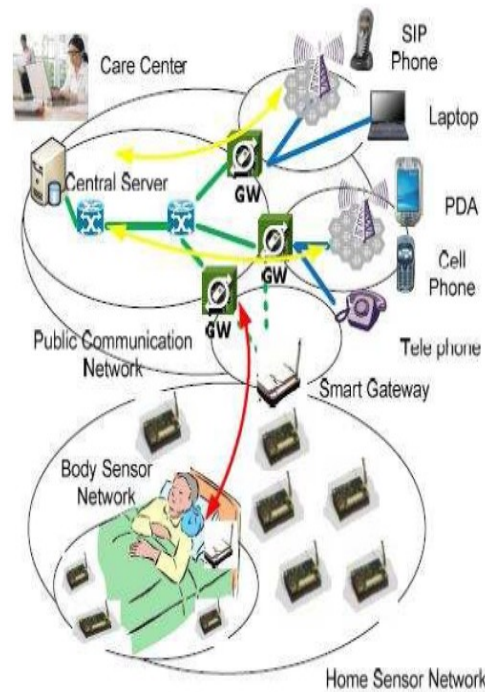 Care Center
SIP
Phone
Laptop
Central Server
GW
PDA
GW
Cell
Phone
GW
Public Communication
Network
Tele phone
Smart Gateway
Body Sensor
Network
Home Sensor Network